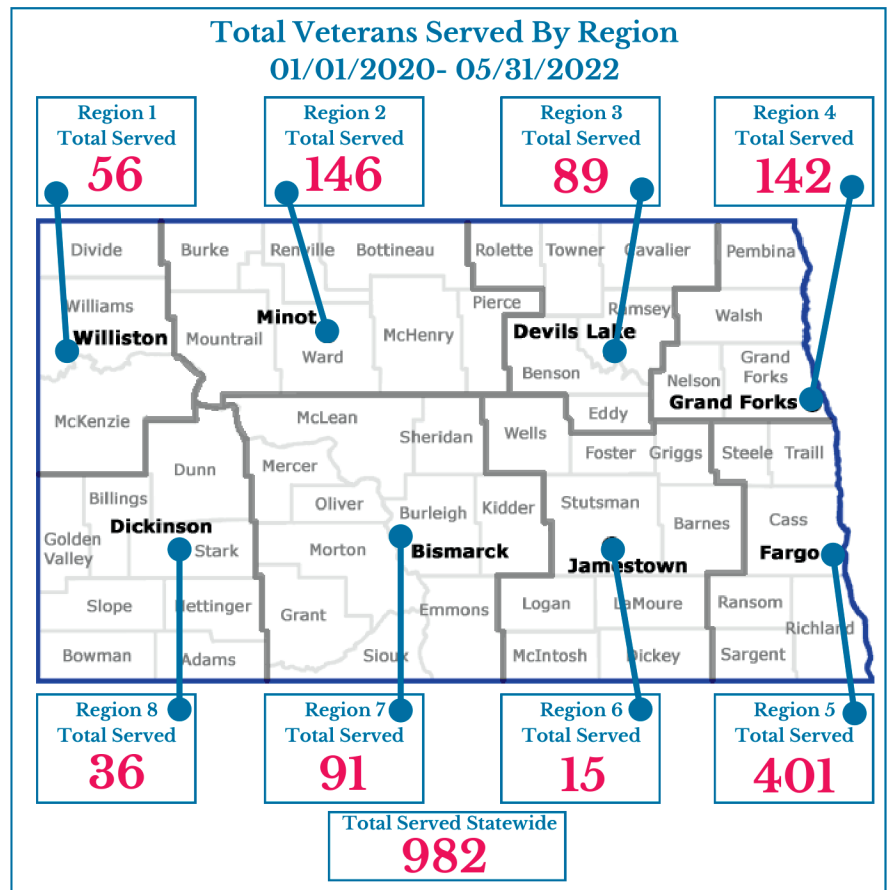 Total Veterans Served By Region
01/01/2020- 05/31/2022
Region 1
Total Served
56
Region 2
Total Served
146
Region 3
Total Served
89
Region 4
Total Served
142
Divide
Burke
Renville
Bottineau
Rolette
Towner
Cavalier
Pembina
Williams
Williston
Mountrail
Minot
Ward
McHenry
Pierce
Devils Lake
Ramsey
Benson
Walsh
Nelson
Grand
Forks
Grand Forks
McKenzie
McLean
Sheridan
Wells
Eddy
Foster
Griggs
Steele
Traill
Dunn
Mercer
Oliver
Burleigh
Kidder
Stutsman
Barnes
Cass
Billings
Golden
Valley
Dickinson
Stark
Morton
Bismarck
Jamestown
Fargo
Slope
Hettinger
Grant
Emmons
Logan
LaMoure
Ransom
Richland
Bowman
Adams
Sioux
McIntosh
Dickey
Sargent
Region 8
Total Served
36
Region 7
Total Served
91
Region 6
Total Served
15
Region 5
Total Served
401
Total Served Statewide
982